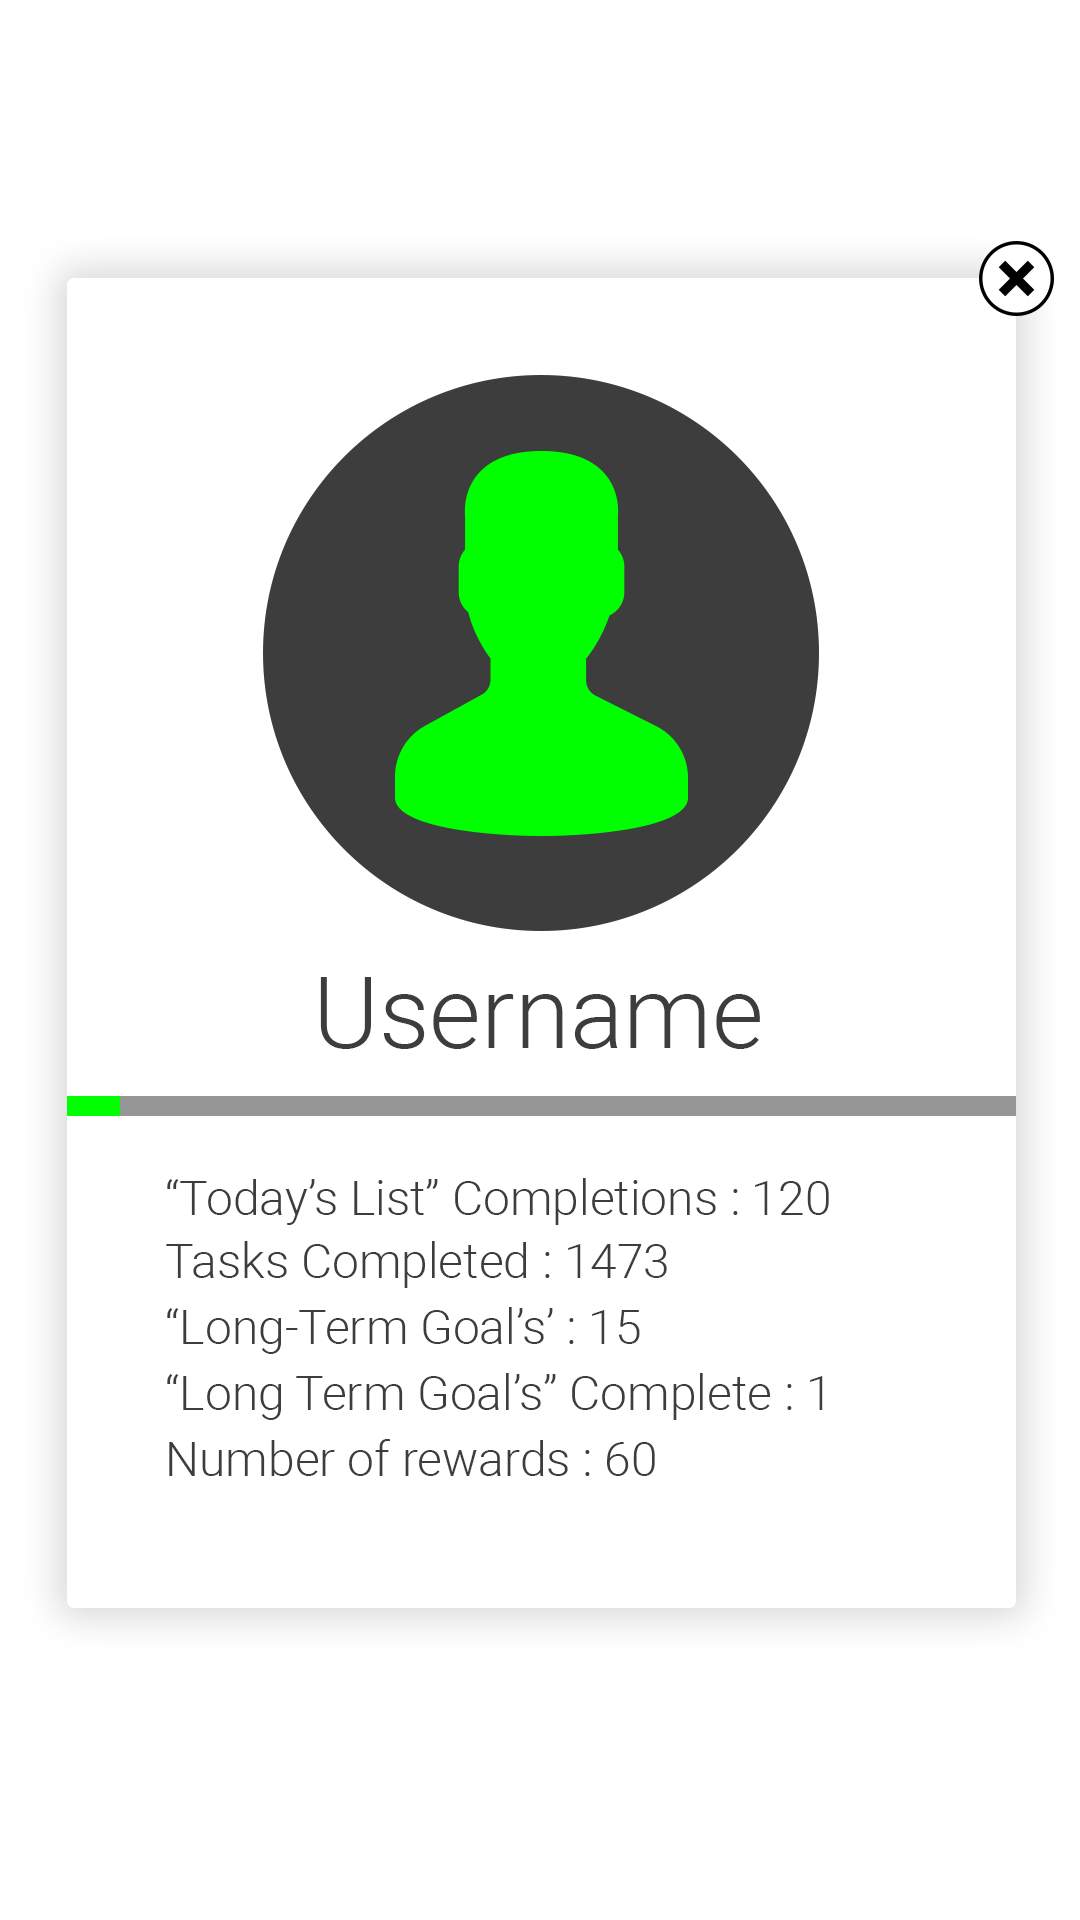 Username
“Today’s List” Completions : 120
Tasks Completed : 1473
“Long-Term Goal’s’ : 15
“Long Term Goal’s” Complete : 1
Number of rewards : 60